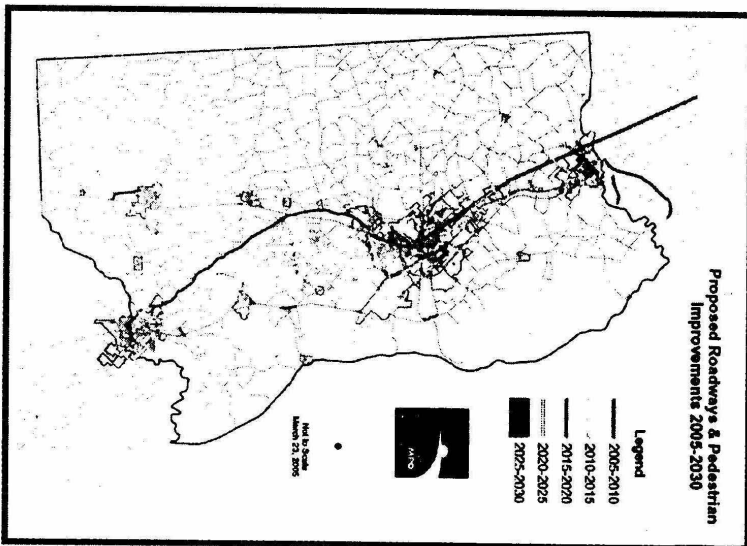 Proposed Roadways & Pedestrian
Improvements 2005-2030
Legend
2005-2010
2010-2015
2015-2020
2020-2025
2025-2030
MPO
Not to Scale
March 23, 2005